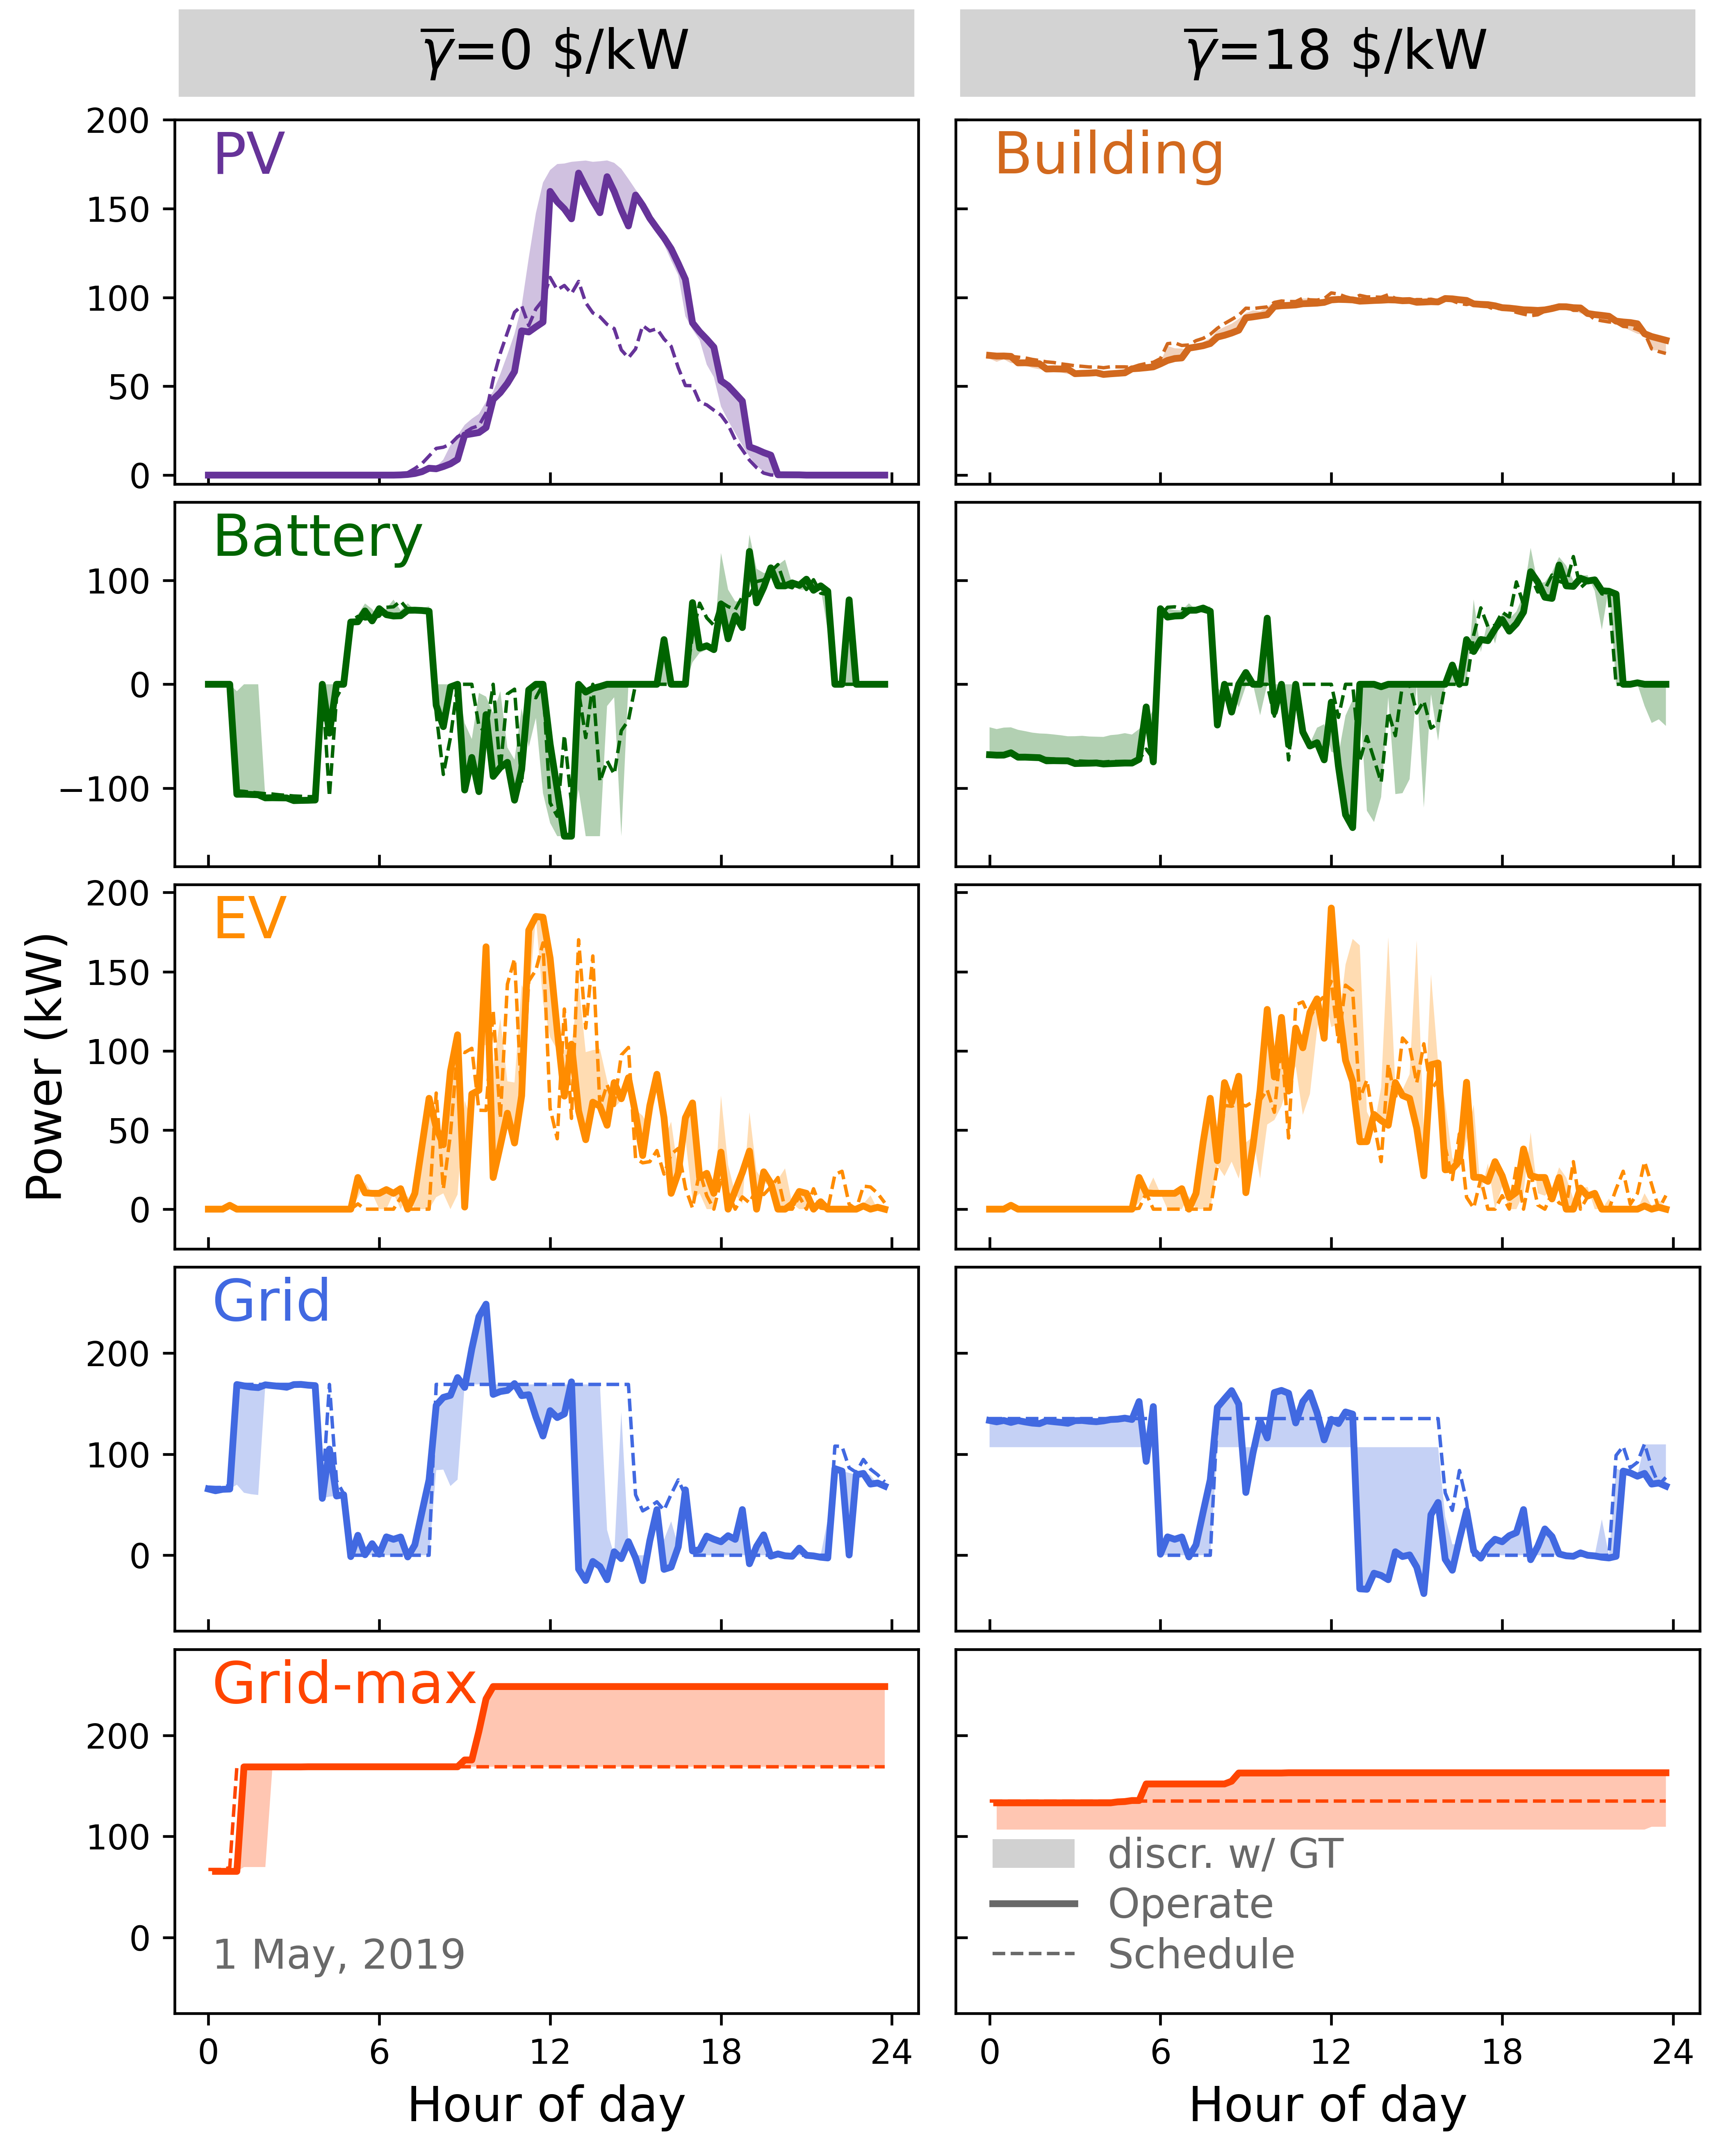 γ̅=0 $/kW
γ̅=18 $/kW
PV
Building
200
150
100
50
0
Battery
100
0
−100
EV
200
150
100
50
0
Power (kW)
Grid
200
100
0
Grid-max
200
100
0
1 May, 2019
discr. w/ GT
Operate
Schedule
0 6 12 18 24
0 6 12 18 24
Hour of day
Hour of day